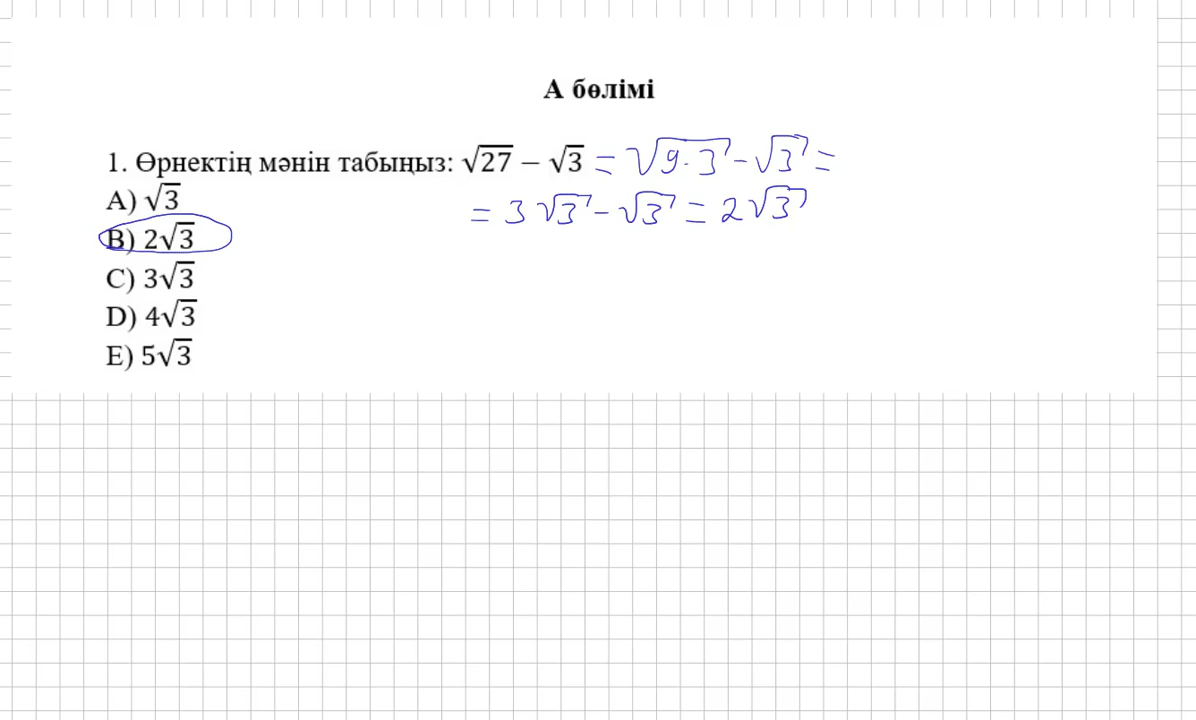 А бөлімі
1. Өрнектің мәнін табыңыз: √27 − √3 = √9·3 − √3 =
= 3√3 − √3 = 2√3
A) √3
B) 2√3
C) 3√3
D) 4√3
E) 5√3